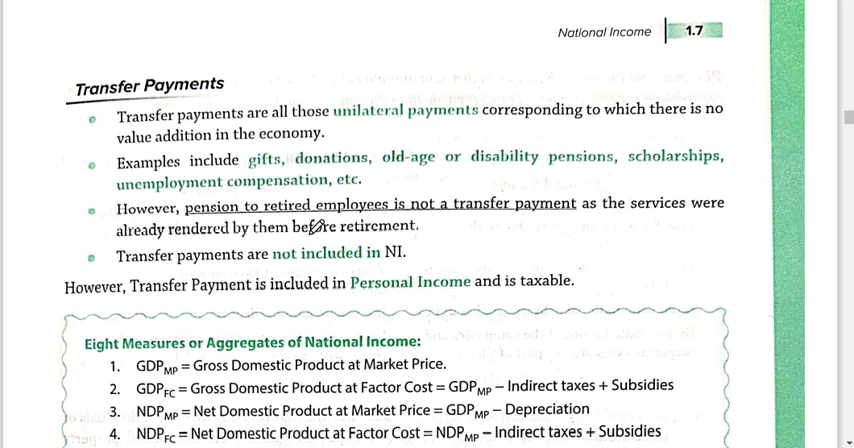 National Income 1.7
Transfer Payments
• Transfer payments are all those unilateral payments corresponding to which there is no
value addition in the economy.
• Examples include gifts, donations, old-age or disability pensions, scholarships,
unemployment compensation, etc.
• However, pension to retired employees is not a transfer payment as the services were
already rendered by them before retirement.
• Transfer payments are not included in NI.
However, Transfer Payment is included in Personal Income and is taxable.
Eight Measures or Aggregates of National Income:
1. GDPMP = Gross Domestic Product at Market Price.
2. GDPFC = Gross Domestic Product at Factor Cost = GDPMP – Indirect taxes + Subsidies
3. NDPMP = Net Domestic Product at Market Price = GDPMP – Depreciation
4. NDPFC = Net Domestic Product at Factor Cost = NDPMP – Indirect taxes + Subsidies